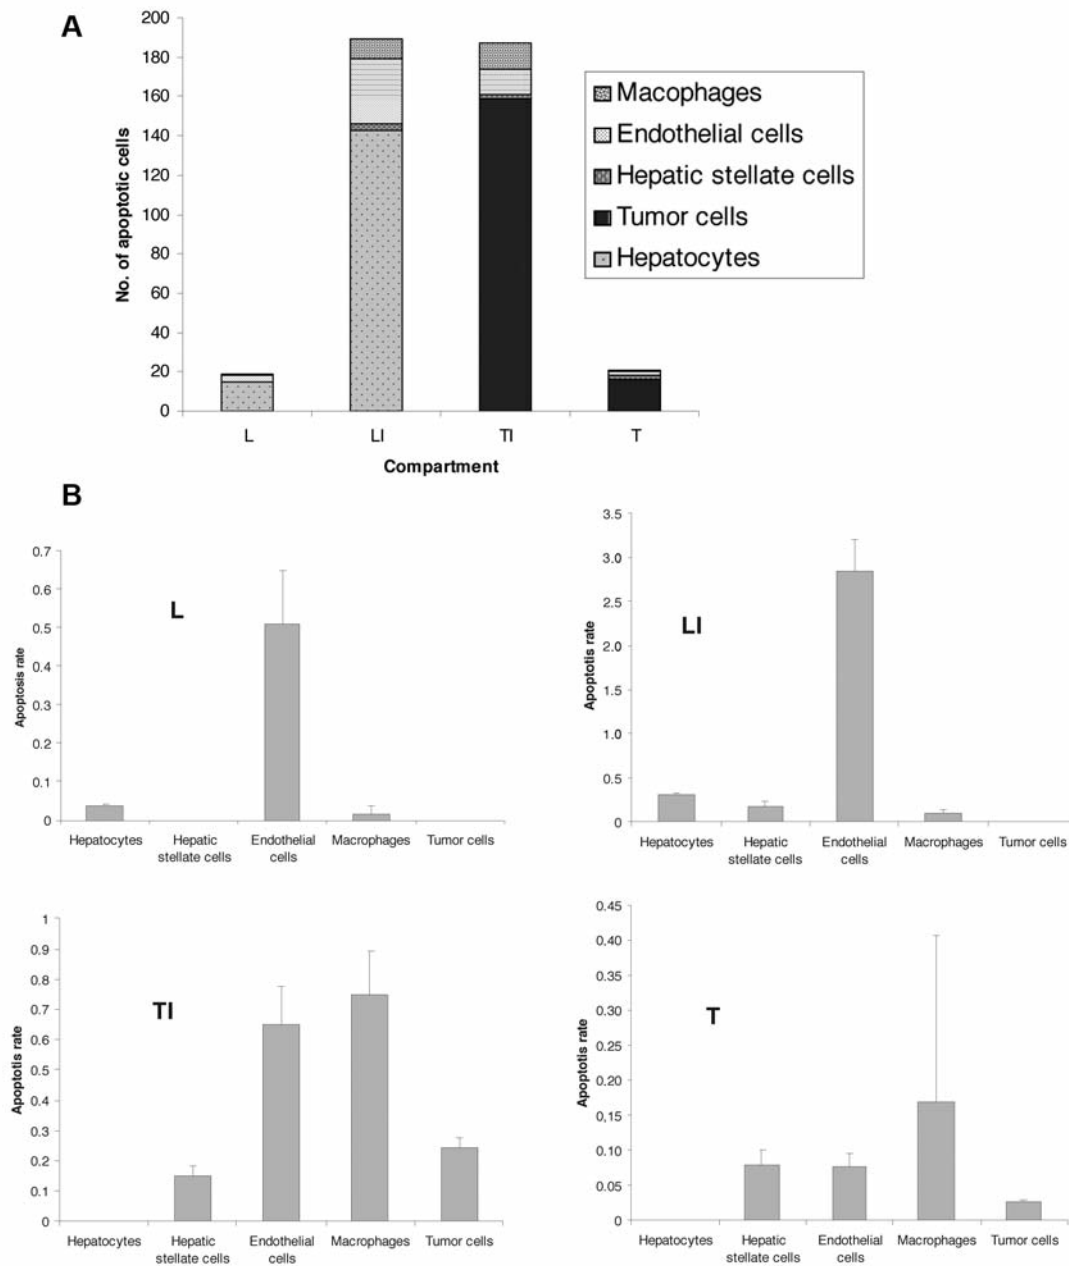 A
200
180
160
140
120
100
80
60
40
20
0
No. of apoptotic cells
L
LI
TI
T
Compartment
Macophages
Endothelial cells
Hepatic stellate cells
Tumor cells
Hepatocytes
B
0.7
0.6
0.5
0.4
0.3
0.2
0.1
0
Apoptosis rate
L
Hepatocytes
Hepatic
stellate cells
Endothelial
cells
Macrophages
Tumor cells
3.5
3.0
2.5
2.0
1.5
1.0
0.5
0
Apoptotis rate
LI
Hepatocytes
Hepatic
stellate cells
Endothelial
cells
Macrophages
Tumor cells
1
0.9
0.8
0.7
0.6
0.5
0.4
0.3
0.2
0.1
0
Apoptotis rate
TI
Hepatocytes
Hepatic
stellate cells
Endothelial
cells
Macrophages
Tumor cells
0.45
0.40
0.35
0.30
0.25
0.20
0,15
0.10
0.05
0
Apoptotis rate
T
Hepatocytes
Hepatic
stellate cells
Endothelial
cells
Macrophages
Tumor cells